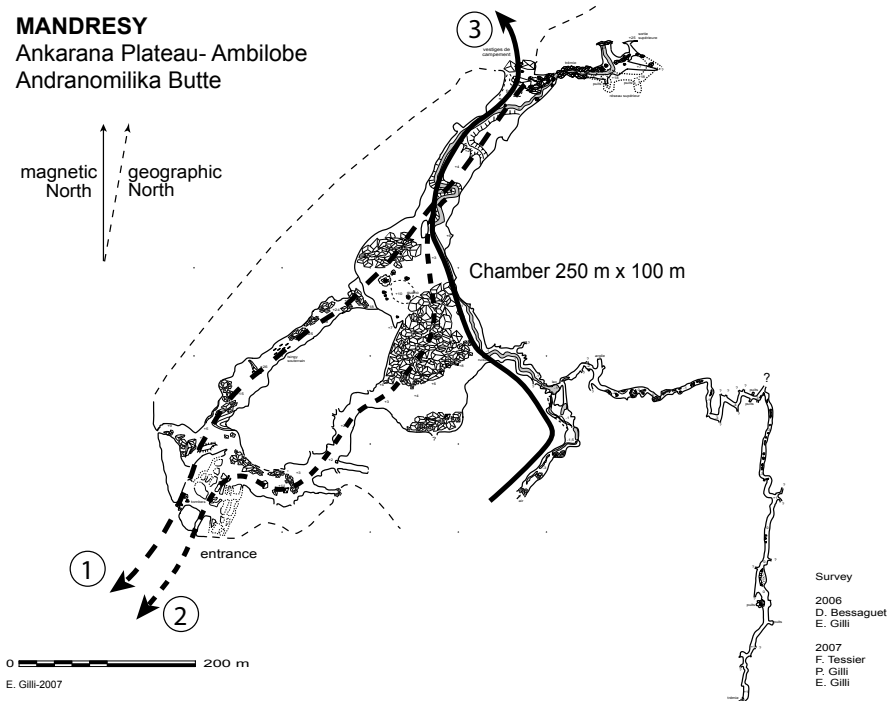 MANDRESY
Ankarana Plateau- Ambilobe
Andranomilika Butte
magnetic
North
geographic
North
3
vestiges de
campement
Chamber 250 m x 100 m
?
1
2
entrance
0
200 m
E. Gilli-2007
Survey
2006
D. Bessaguet
E. Gilli
2007
F. Tessier
P. Gilli
E. Gilli